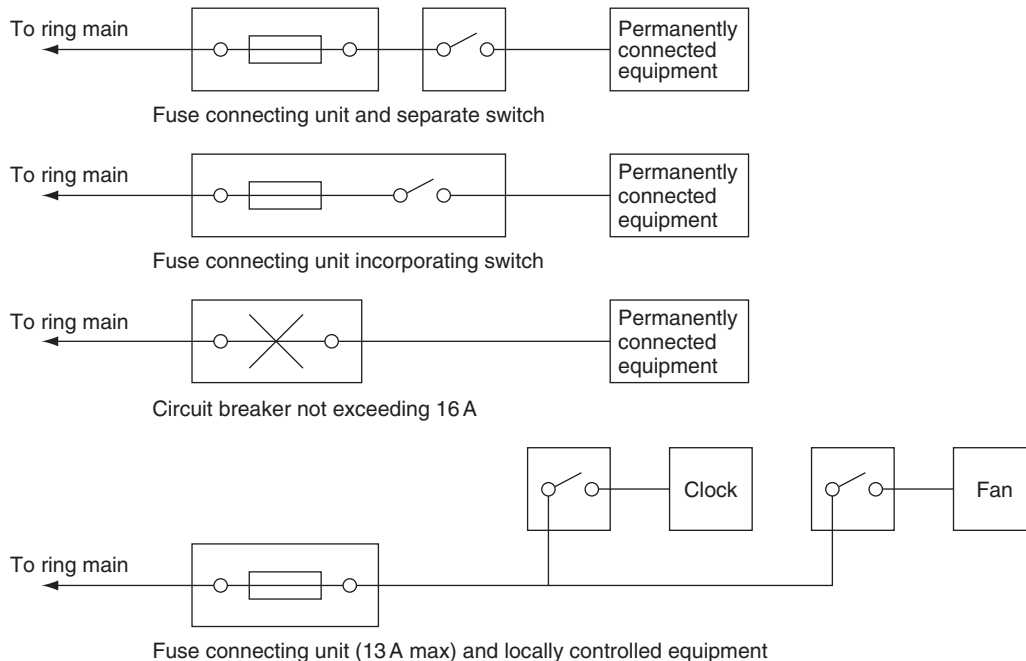 To ring main
Permanently
connected
equipment
Fuse connecting unit and separate switch
To ring main
Permanently
connected
equipment
Fuse connecting unit incorporating switch
To ring main
Permanently
connected
equipment
Circuit breaker not exceeding 16 A
Clock
Fan
To ring main
Fuse connecting unit (13 A max) and locally controlled equipment